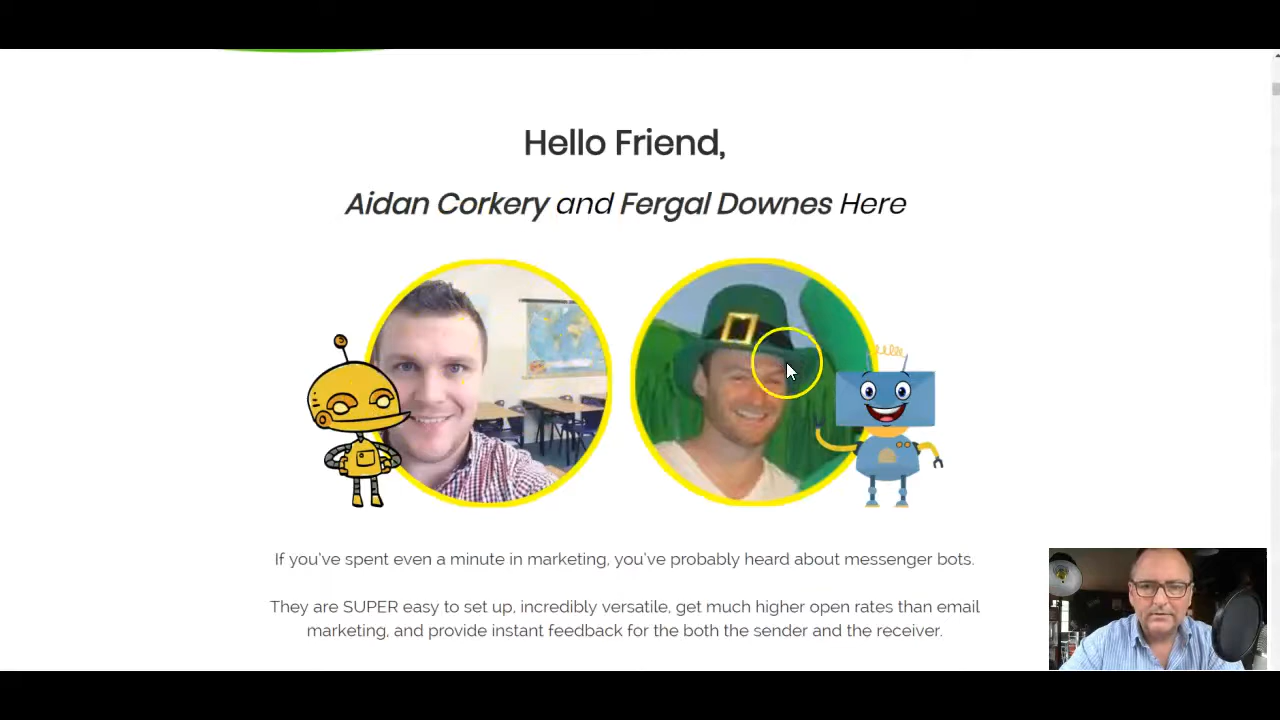 Hello Friend,
Aidan Corkery and Fergal Downes Here
If you've spent even a minute in marketing, you've probably heard about messenger bots.
They are SUPER easy to set up, incredibly versatile, get much higher open rates than email
marketing, and provide instant feedback for the both the sender and the receiver.